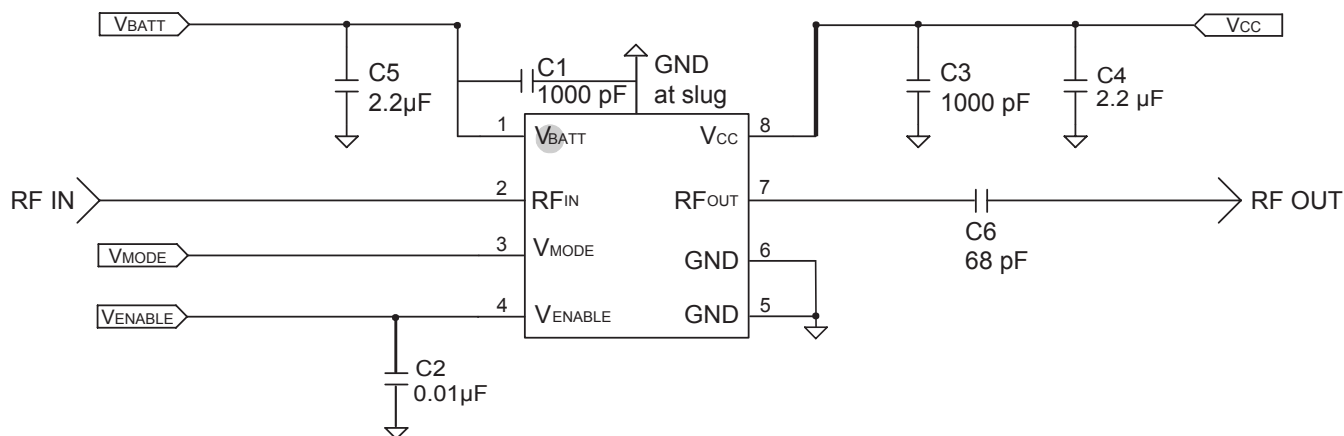 VBATT
VCC
C5
2.2µF
C1
1000 pF
GND
at slug
C3
1000 pF
C4
2.2 µF
1
VBATT
VCC
8
RF IN
2
RFIN
RFOUT
7
RF OUT
C6
68 pF
VMODE
3
VMODE
GND
6
VENABLE
4
VENABLE
GND
5
C2
0.01µF